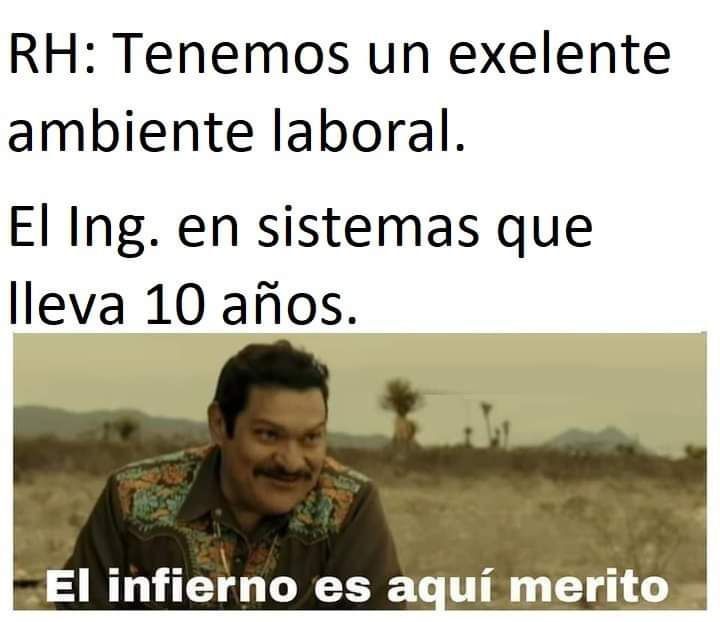 RH: Tenemos un exelente
ambiente laboral.
El Ing. en sistemas que
lleva 10 años.
El infierno es aquí merito